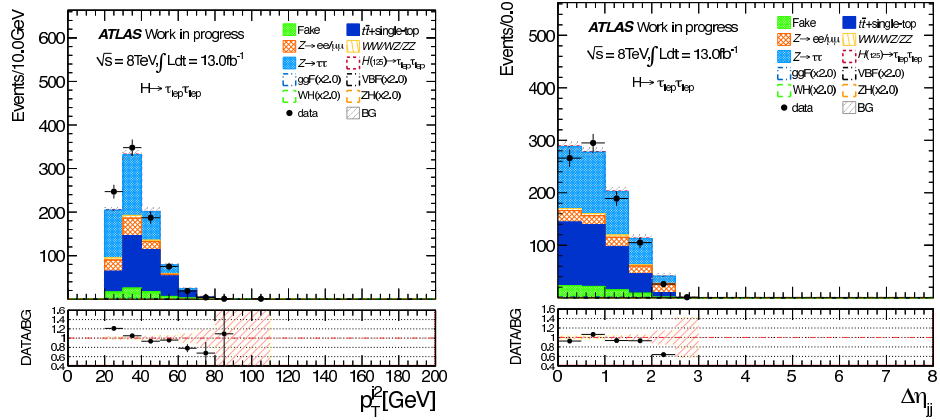 Events/10.0GeV
600
500
400
300
200
100
ATLAS Work in progress
√s = 8TeV, ∫ Ldt = 13.0fb⁻¹
H→ τlepτlep
Fake
tt̄+single-top
Z→ ee/μμ
WW/WZ/ZZ
Z→ ττ
H(125)→ τlepτlep
ggF(x2.0)
VBF(x2.0)
WH(x2.0)
ZH(x2.0)
data
BG
DATA/BG
1.6
1.4
1.2
1
0.8
0.6
0.4
0 20 40 60 80 100 120 140 160 180 200
pTj2[GeV]
Events/0.0
500
400
300
200
100
ATLAS Work in progress
√s = 8TeV, ∫ Ldt = 13.0fb⁻¹
H→ τlepτlep
Fake
tt̄+single-top
Z→ ee/μμ
WW/WZ/ZZ
Z→ ττ
H(125)→ τlepτlep
ggF(x2.0)
VBF(x2.0)
WH(x2.0)
ZH(x2.0)
data
BG
DATA/BG
1.6
1.4
1.2
1
0.8
0.6
0.4
0 1 2 3 4 5 6 7 8
Δηjj